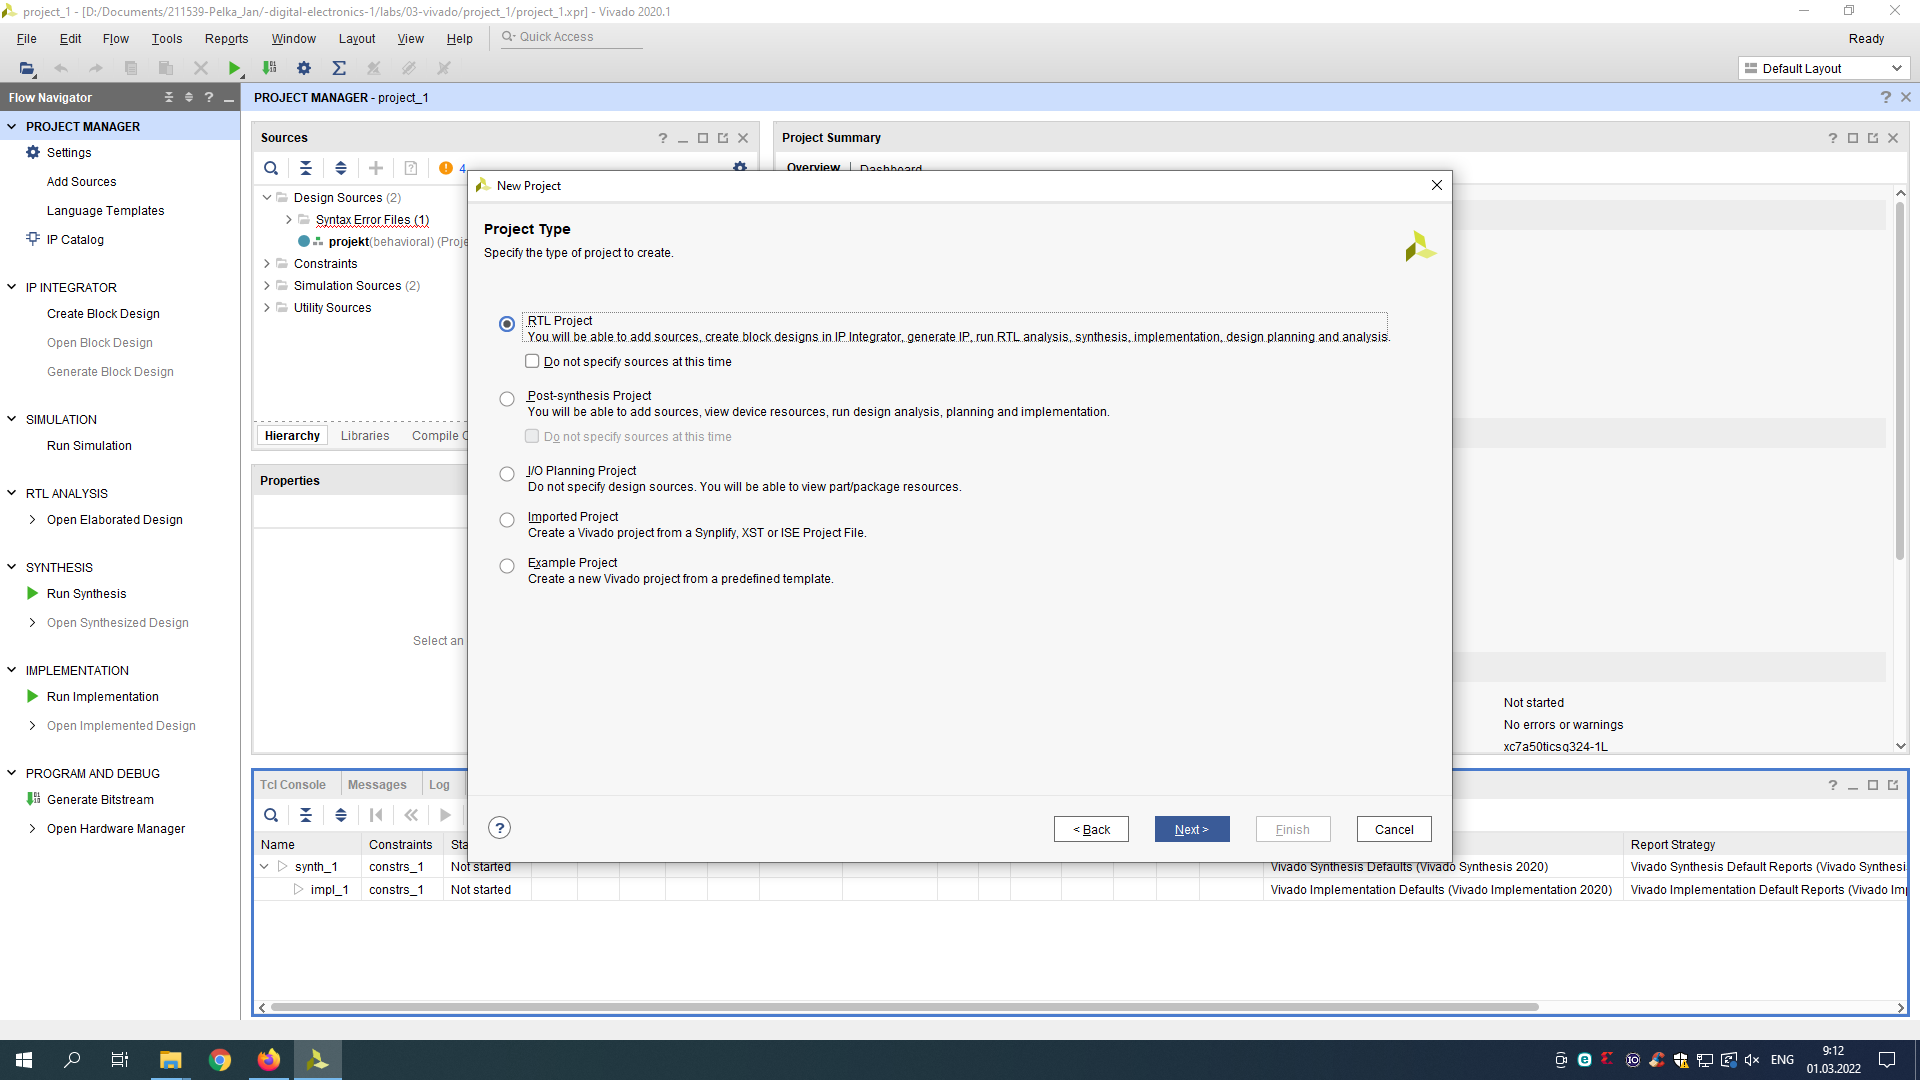 project_1 - [D:/Documents/211539-Pelka_Jan/-digital-electronics-1/labs/03-vivado/project_1/project_1.xpr] - Vivado 2020.1
File Edit Flow Tools Reports Window Layout View Help Quick Access Ready
Default Layout
Flow Navigator
PROJECT MANAGER
Settings
Add Sources
Language Templates
IP Catalog
IP INTEGRATOR
Create Block Design
Open Block Design
Generate Block Design
SIMULATION
Run Simulation
RTL ANALYSIS
Open Elaborated Design
SYNTHESIS
Run Synthesis
Open Synthesized Design
IMPLEMENTATION
Run Implementation
Open Implemented Design
PROGRAM AND DEBUG
Generate Bitstream
Open Hardware Manager
PROJECT MANAGER - project_1
Sources
4
Design Sources (2)
Syntax Error Files (1)
projekt(behavioral) (Proje
Constraints
Simulation Sources (2)
Utility Sources
Hierarchy Libraries Compile
Properties
Select an
Project Summary
Overview Dashboard
Not started
No errors or warnings
xc7a50ticsg324-1L
New Project
Project Type
Specify the type of project to create.
RTL Project
You will be able to add sources, create block designs in IP Integrator, generate IP, run RTL analysis, synthesis, implementation, design planning and analysis.
Do not specify sources at this time
Post-synthesis Project
You will be able to add sources, view device resources, run design analysis, planning and implementation.
Do not specify sources at this time
I/O Planning Project
Do not specify design sources. You will be able to view part/package resources.
Imported Project
Create a Vivado project from a Synplify, XST or ISE Project File.
Example Project
Create a new Vivado project from a predefined template.
? < Back Next > Finish Cancel
Tcl Console Messages Log
Name Constraints Sta Report Strategy
synth_1 constrs_1 Not started Vivado Synthesis Defaults (Vivado Synthesis 2020) Vivado Synthesis Default Reports (Vivado Synthesi
impl_1 constrs_1 Not started Vivado Implementation Defaults (Vivado Implementation 2020) Vivado Implementation Default Reports (Vivado Im
ENG
9:12
01.03.2022